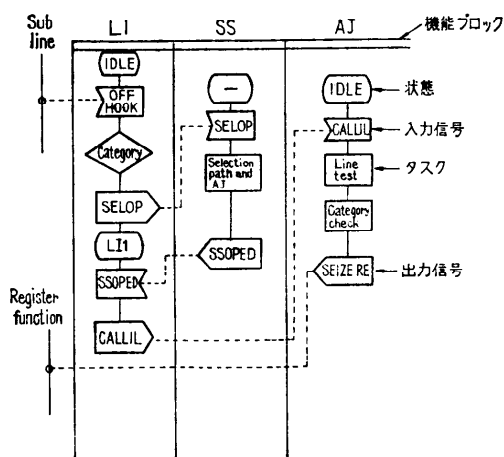 Sub
line
LI
SS
AJ
機能ブロック
IDLE
OFF
HOOK
Category
SELOP
LI1
SSOPED
CALLIL
—
SELOP
Selection
path and
AJ
SSOPED
IDLE
状態
CALLIL
入力信号
Line
test
タスク
Category
check
SEIZE RE
出力信号
Register
function